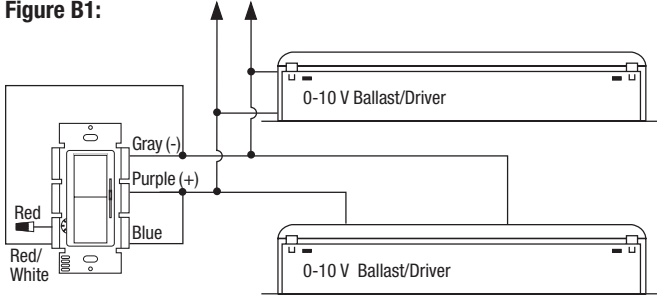 Figure B1:
0-10 V Ballast/Driver
Gray (-)
Purple (+)
Red
Blue
Red/
White
0-10 V Ballast/Driver